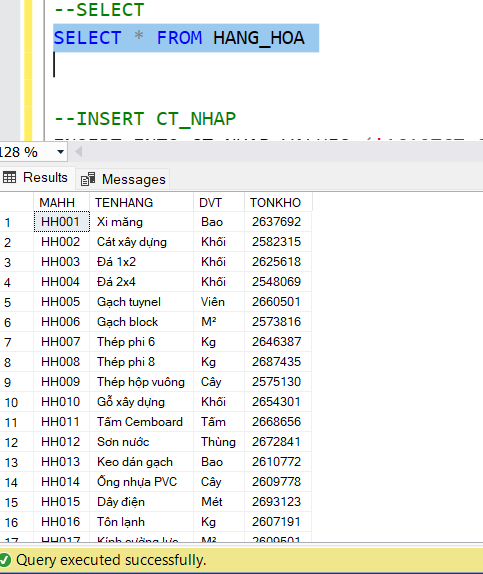 --SELECT
SELECT * FROM HANG_HOA
--INSERT CT_NHAP
128 %
Results Messages
MAHH TENHANG DVT TONKHO
1 HH001 Xi măng Bao 2637692
2 HH002 Cát xây dựng Khối 2582315
3 HH003 Đá 1x2 Khối 2625618
4 HH004 Đá 2x4 Khối 2548069
5 HH005 Gạch tuynel Viên 2660501
6 HH006 Gạch block M² 2573816
7 HH007 Thép phi 6 Kg 2646387
8 HH008 Thép phi 8 Kg 2687435
9 HH009 Thép hộp vuông Cây 2575130
10 HH010 Gỗ xây dựng Khối 2654301
11 HH011 Tấm Cemboard Tấm 2668656
12 HH012 Sơn nước Thùng 2672841
13 HH013 Keo dán gạch Bao 2610772
14 HH014 Ống nhựa PVC Cây 2609778
15 HH015 Dây điện Mét 2693123
16 HH016 Tôn lạnh Kg 2607191
17 HH017 Kính cường lực M² 2609501
Query executed successfully.